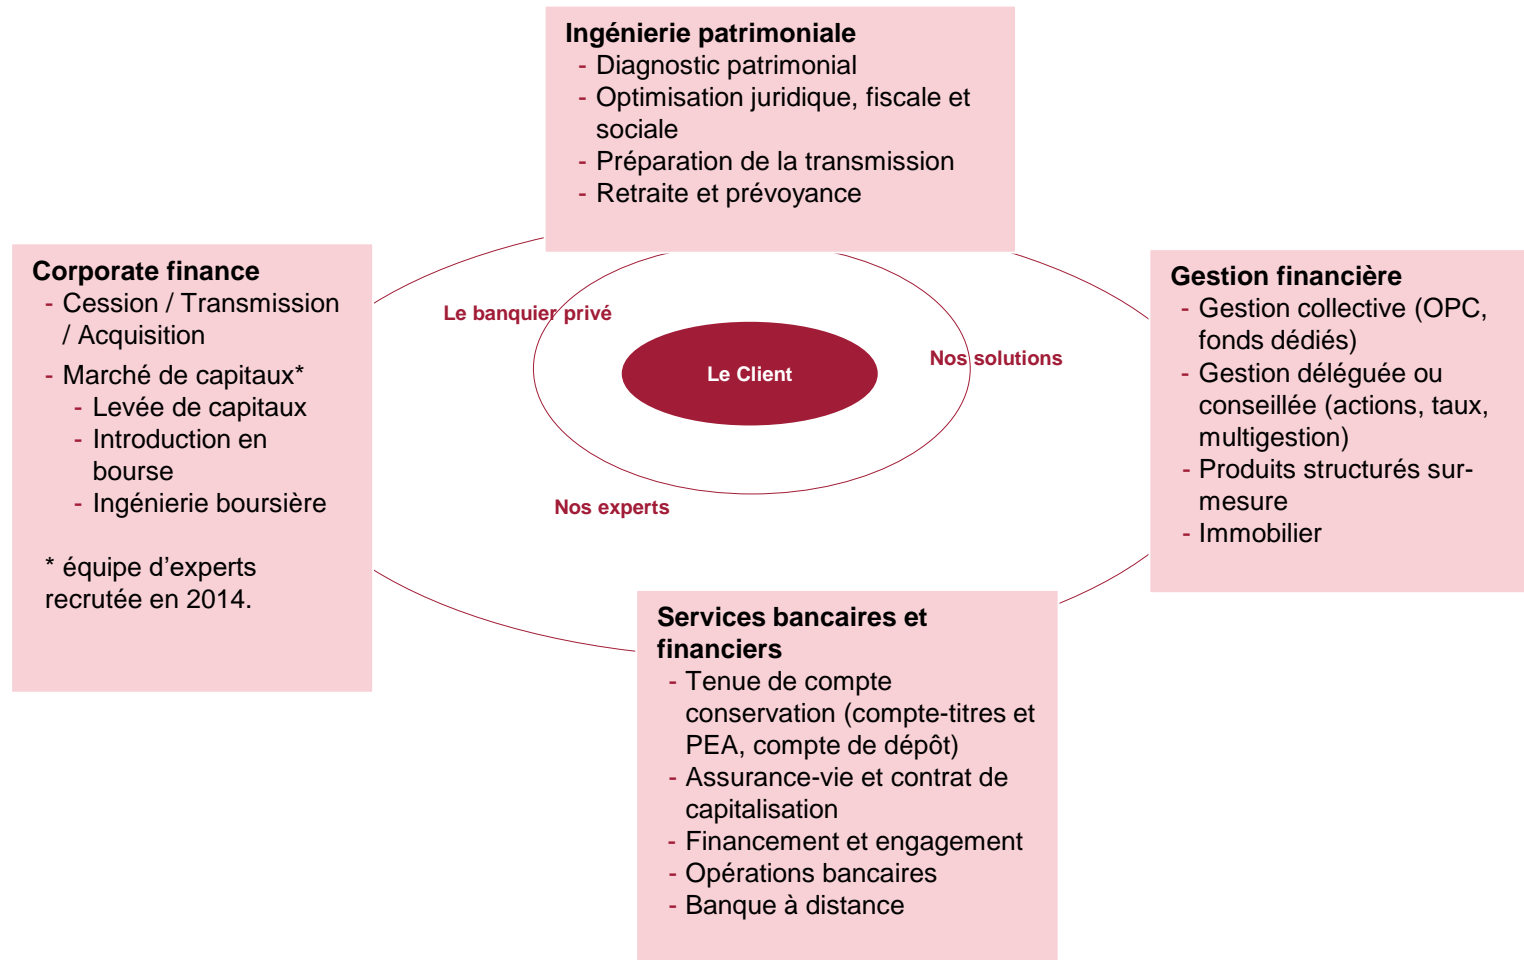 Ingénierie patrimoniale
- Diagnostic patrimonial
- Optimisation juridique, fiscale et
sociale
- Préparation de la transmission
- Retraite et prévoyance
Corporate finance
- Cession / Transmission
/ Acquisition
- Marché de capitaux*
- Levée de capitaux
- Introduction en
bourse
- Ingénierie boursière
* équipe d’experts
recrutée en 2014.
Le banquier privé
Le Client
Nos solutions
Nos experts
Gestion financière
- Gestion collective (OPC,
fonds dédiés)
- Gestion déléguée ou
conseillée (actions, taux,
multigestion)
- Produits structurés sur-
mesure
- Immobilier
Services bancaires et
financiers
- Tenue de compte
conservation (compte-titres et
PEA, compte de dépôt)
- Assurance-vie et contrat de
capitalisation
- Financement et engagement
- Opérations bancaires
- Banque à distance